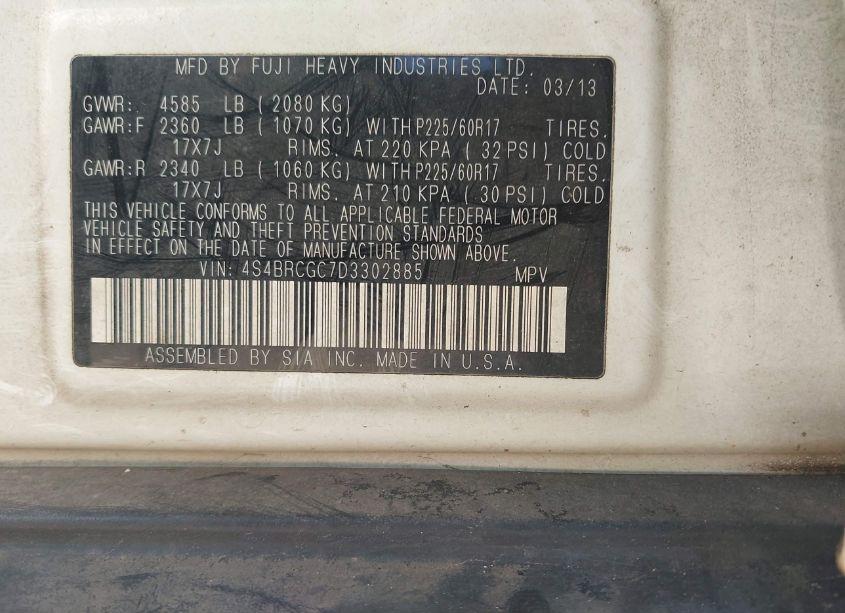 MFD BY FUJI HEAVY INDUSTRIES LTD.
DATE: 03/13
GVWR: 4585 LB ( 2080 KG)
GAWR:F 2360 LB ( 1070 KG) WITH P225/60R17 TIRES.
17X7J RIMS. AT 220 KPA ( 32 PSI) COLD
GAWR:R 2340 LB ( 1060 KG) WITH P225/60R17 TIRES.
17X7J RIMS. AT 210 KPA ( 30 PSI) COLD
THIS VEHICLE CONFORMS TO ALL APPLICABLE FEDERAL MOTOR
VEHICLE SAFETY AND THEFT PREVENTION STANDARDS
IN EFFECT ON THE DATE OF MANUFACTURE SHOWN ABOVE.
VIN: 4S4BRCGC7D3302885 MPV
ASSEMBLED BY SIA INC. MADE IN U.S.A.